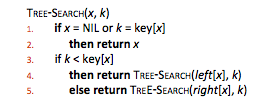 TREE-SEARCH(x, k)
1. if x = NIL or k = key[x]
2. then return x
3. if k < key[x]
4. then return TREE-SEARCH(left[x], k)
5. else return TREE-SEARCH(right[x], k)